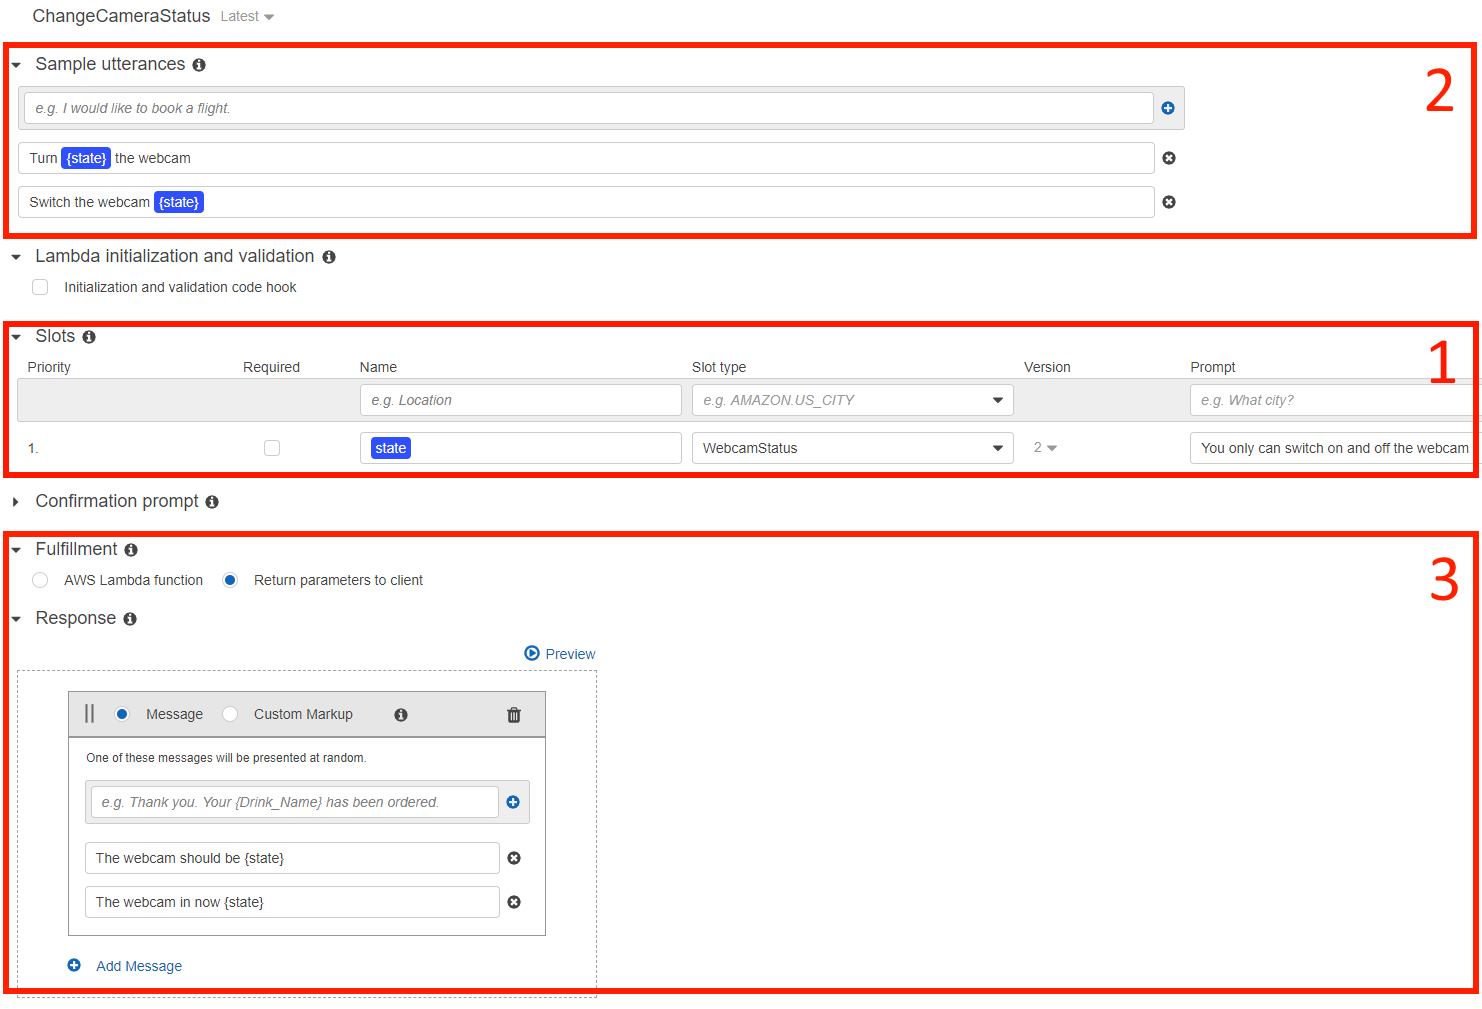 ChangeCameraStatus Latest
Sample utterances
2
e.g. I would like to book a flight.
Turn {state} the webcam
Switch the webcam {state}
Lambda initialization and validation
Initialization and validation code hook
Slots
1
Priority Required Name Slot type Version Prompt
e.g. Location e.g. AMAZON.US_CITY e.g. What city?
1. state WebcamStatus 2 You only can switch on and off the webcam
Confirmation prompt
Fulfillment
3
AWS Lambda function Return parameters to client
Response
Preview
Message Custom Markup
One of these messages will be presented at random.
e.g. Thank you. Your {Drink_Name} has been ordered.
The webcam should be {state}
The webcam in now {state}
Add Message